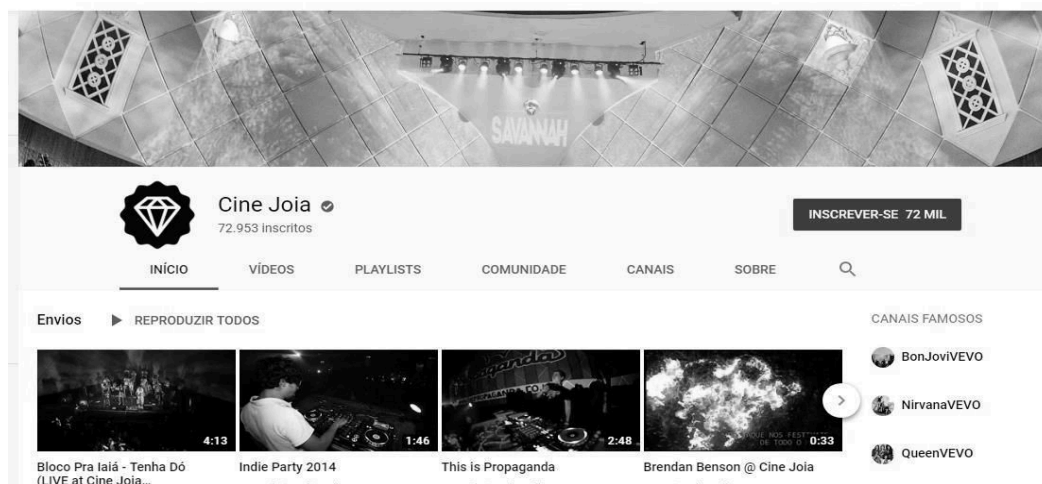 SAVANNAH
Cine Joia
72.953 inscritos
INSCREVER-SE 72 MIL
INÍCIO VÍDEOS PLAYLISTS COMUNIDADE CANAIS SOBRE
Envios REPRODUZIR TODOS
CANAIS FAMOSOS
BonJoviVEVO
NirvanaVEVO
QueenVEVO
4:13
1:46
2:48
0:33
Bloco Pra Iaiá - Tenha Dó
(LIVE at Cine Joia...
Indie Party 2014
This is Propaganda
Brendan Benson @ Cine Joia